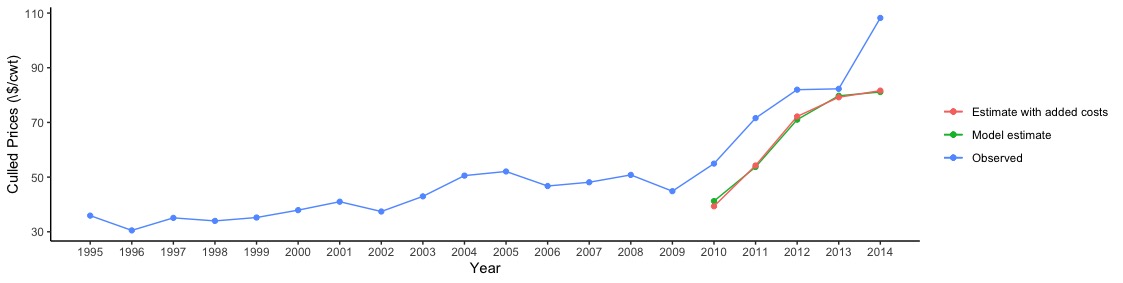 110
90
70
50
30
Culled Prices (\$/cwt)
1995 1996 1997 1998 1999 2000 2001 2002 2003 2004 2005 2006 2007 2008 2009 2010 2011 2012 2013 2014
Year
Estimate with added costs
Model estimate
Observed